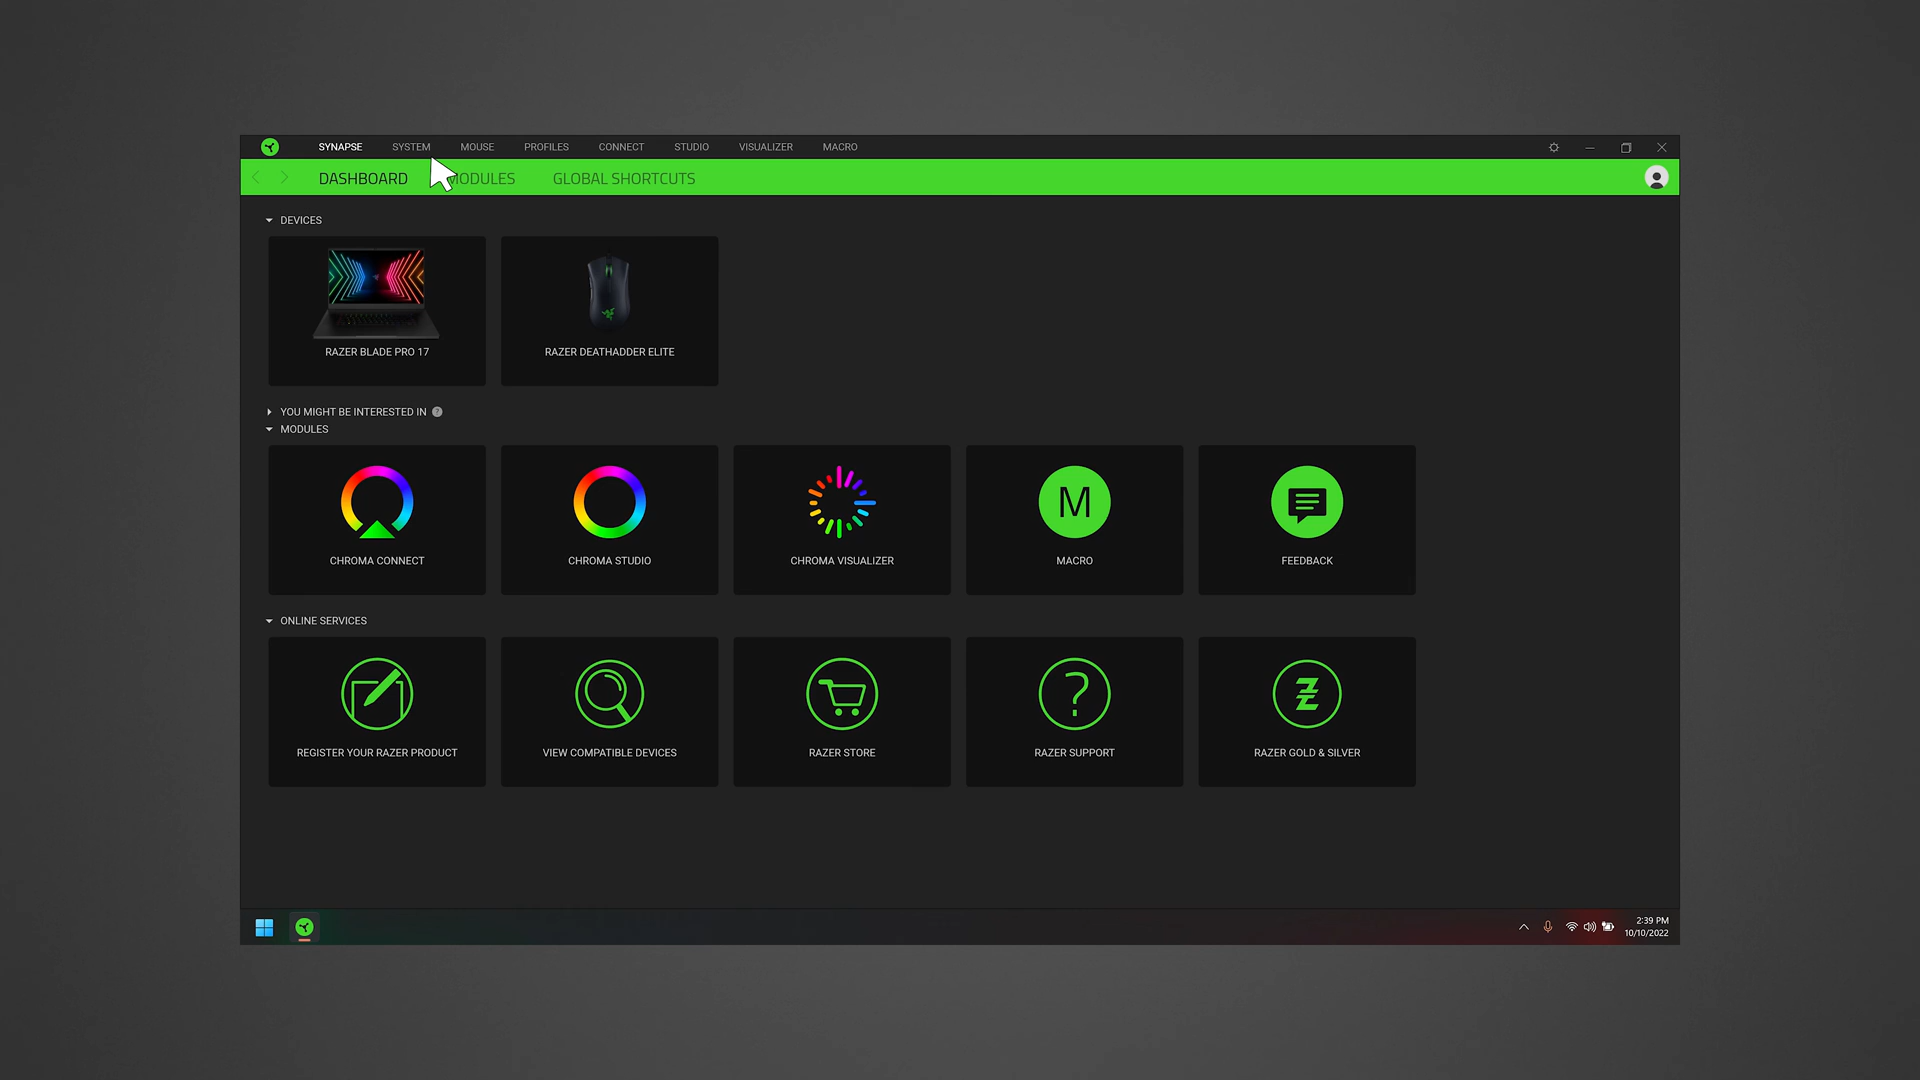 SYNAPSE SYSTEM MOUSE PROFILES CONNECT STUDIO VISUALIZER MACRO
DASHBOARD MODULES GLOBAL SHORTCUTS
DEVICES
RAZER BLADE PRO 17 RAZER DEATHADDER ELITE
YOU MIGHT BE INTERESTED IN ?
MODULES
M
CHROMA CONNECT CHROMA STUDIO CHROMA VISUALIZER MACRO FEEDBACK
ONLINE SERVICES
?
REGISTER YOUR RAZER PRODUCT VIEW COMPATIBLE DEVICES RAZER STORE RAZER SUPPORT RAZER GOLD & SILVER
2:39 PM
10/10/2022